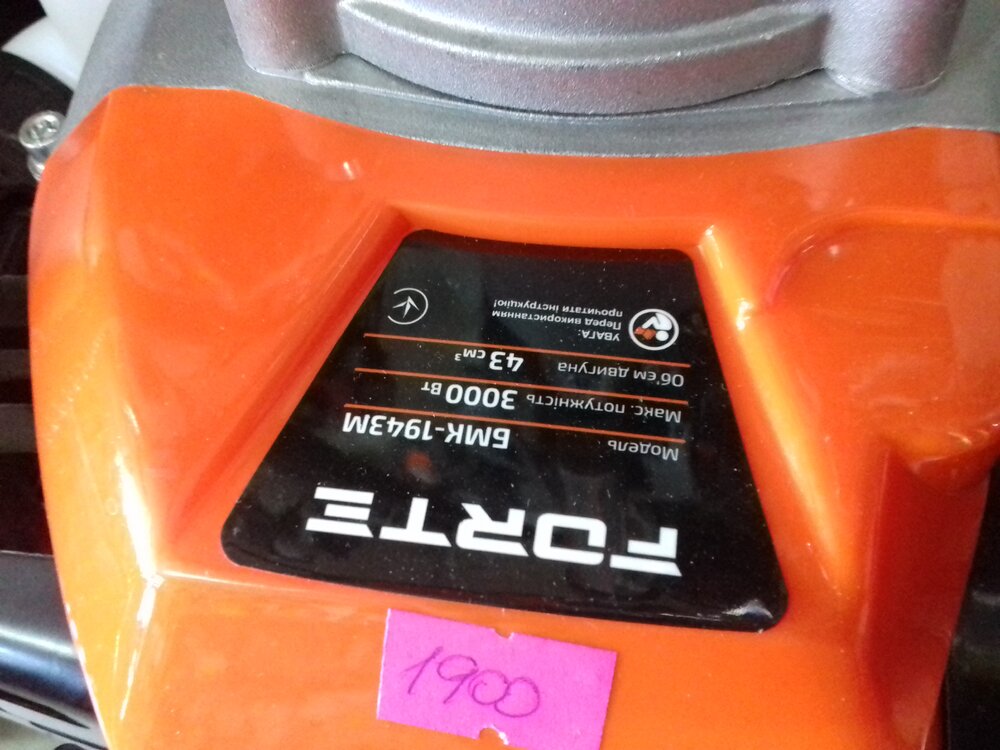 FORTE
Модель БМК-1943М
Макс. потужність 3000 Вт
Об'єм двигуна 43 см³
УВАГА:
Перед використанням
прочитати інструкцію!
1900